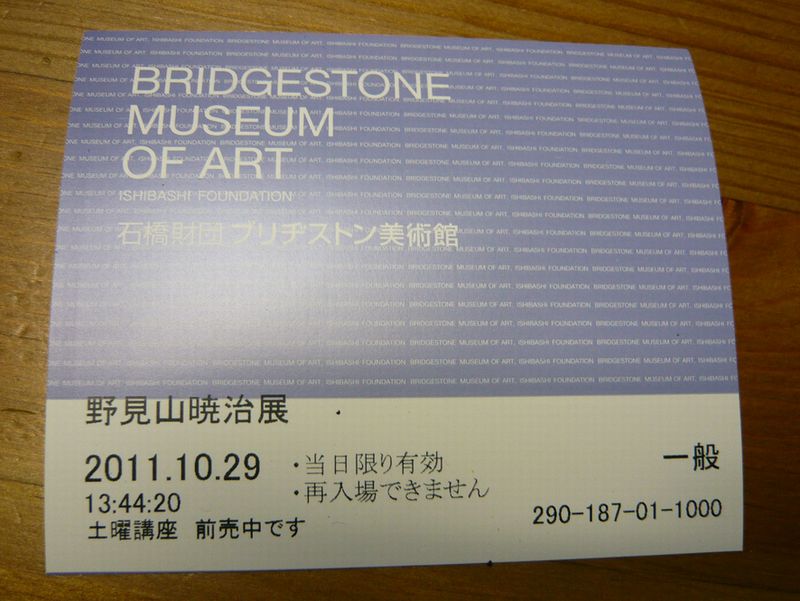 BRIDGESTONE
MUSEUM
OF ART
ISHIBASHI FOUNDATION
石橋財団 ブリヂストン美術館
野見山暁治展
2011.10.29 ・当日限り有効 一般
13:44:20 ・再入場できません 290-187-01-1000
土曜講座 前売中です